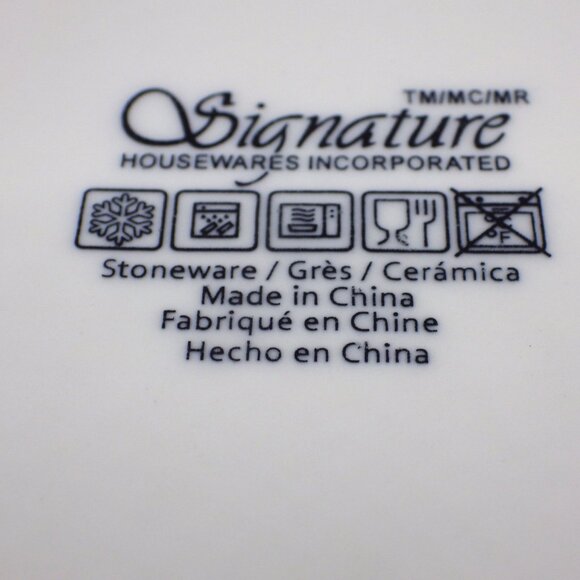 TM/MC/MR
Signature
HOUSEWARES INCORPORATED
Stoneware / Grès / Cerámica
Made in China
Fabriqué en Chine
Hecho en China